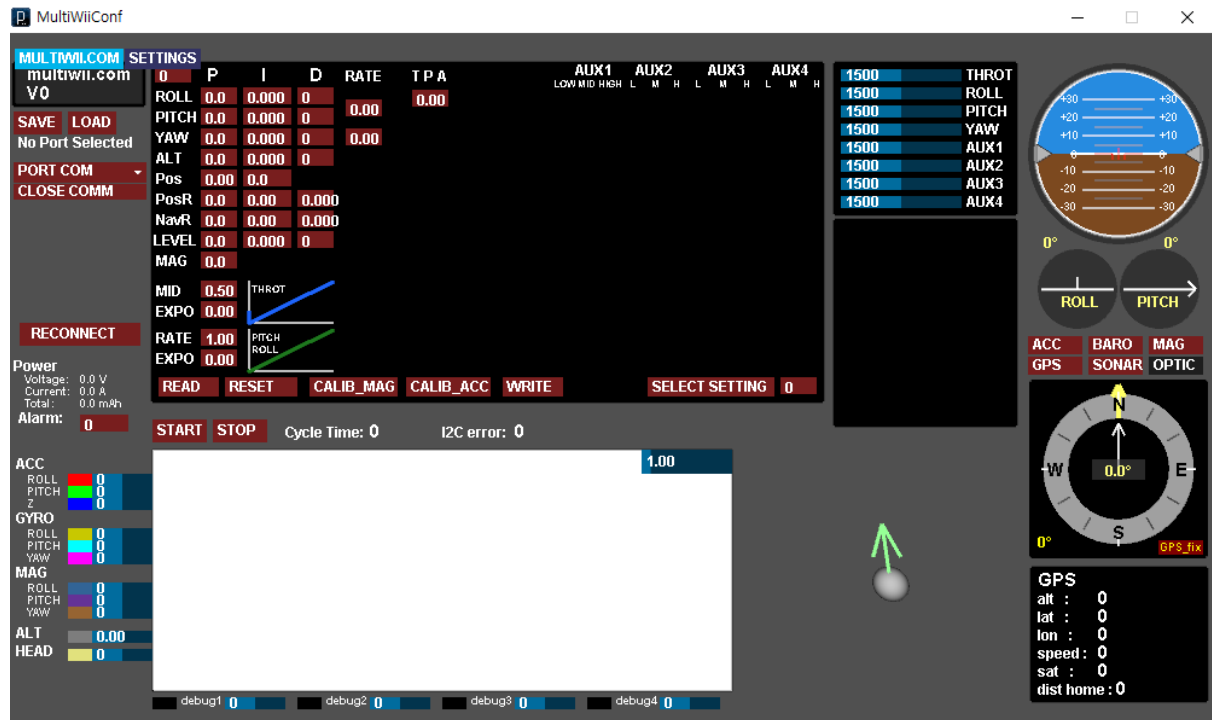 MultiWiiConf
MULTIWII.COM SETTINGS
multiwii.com
V0
SAVE LOAD
No Port Selected
PORT COM
CLOSE COMM
RECONNECT
Power
Voltage: 0.0 V
Current: 0.0 A
Total: 0.0 mAh
Alarm: 0
0 P I D RATE T P A
ROLL 0.0 0.000 0
0.00 0.00
PITCH 0.0 0.000 0
YAW 0.0 0.000 0 0.00
ALT 0.0 0.000 0
Pos 0.00 0.0
PosR 0.0 0.00 0.000
NavR 0.0 0.00 0.000
LEVEL 0.0 0.000 0
MAG 0.0
MID 0.50 THROT
EXPO 0.00
RATE 1.00 PITCH
ROLL
EXPO 0.00
READ RESET CALIB_MAG CALIB_ACC WRITE SELECT SETTING 0
AUX1 AUX2 AUX3 AUX4
LOW MID HIGH L M H L M H L M H
1500 THROT
1500 ROLL
1500 PITCH
1500 YAW
1500 AUX1
1500 AUX2
1500 AUX3
1500 AUX4
+30 +30
+20 +20
+10 +10
0 0
-10 -10
-20 -20
-30 -30
0° 0°
ROLL PITCH
ACC BARO MAG
GPS SONAR OPTIC
N
W 0.0° E
S
0° GPS_fix
GPS
alt : 0
lat : 0
lon : 0
speed : 0
sat : 0
dist home : 0
START STOP Cycle Time: 0 I2C error: 0
1.00
ACC
ROLL 0
PITCH 0
Z 0
GYRO
ROLL 0
PITCH 0
YAW 0
MAG
ROLL 0
PITCH 0
YAW 0
ALT 0.00
HEAD 0
debug1 0 debug2 0 debug3 0 debug4 0